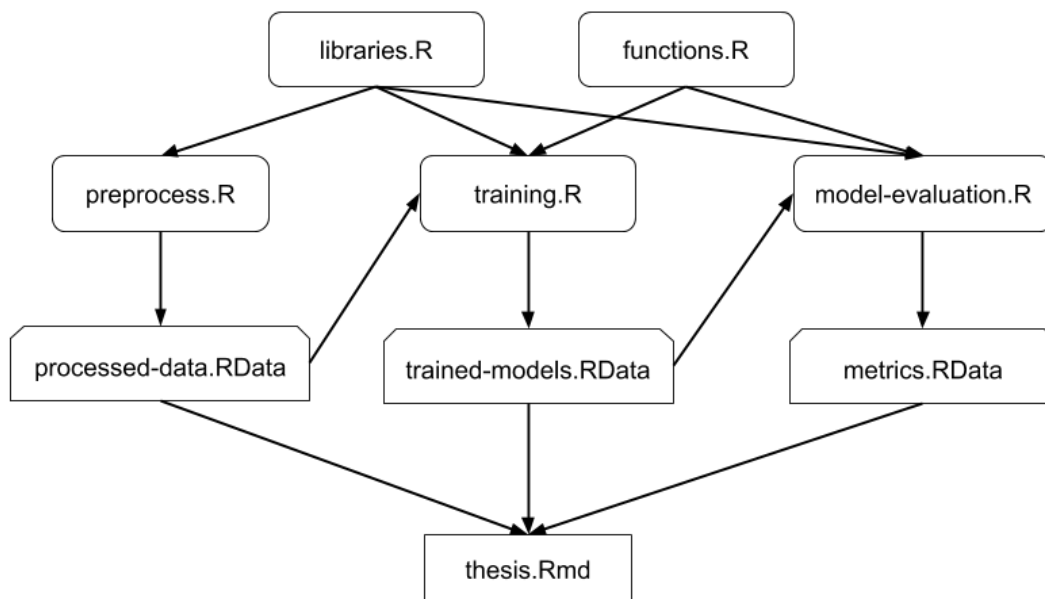 libraries.R
functions.R
preprocess.R
training.R
model-evaluation.R
processed-data.RData
trained-models.RData
metrics.RData
thesis.Rmd